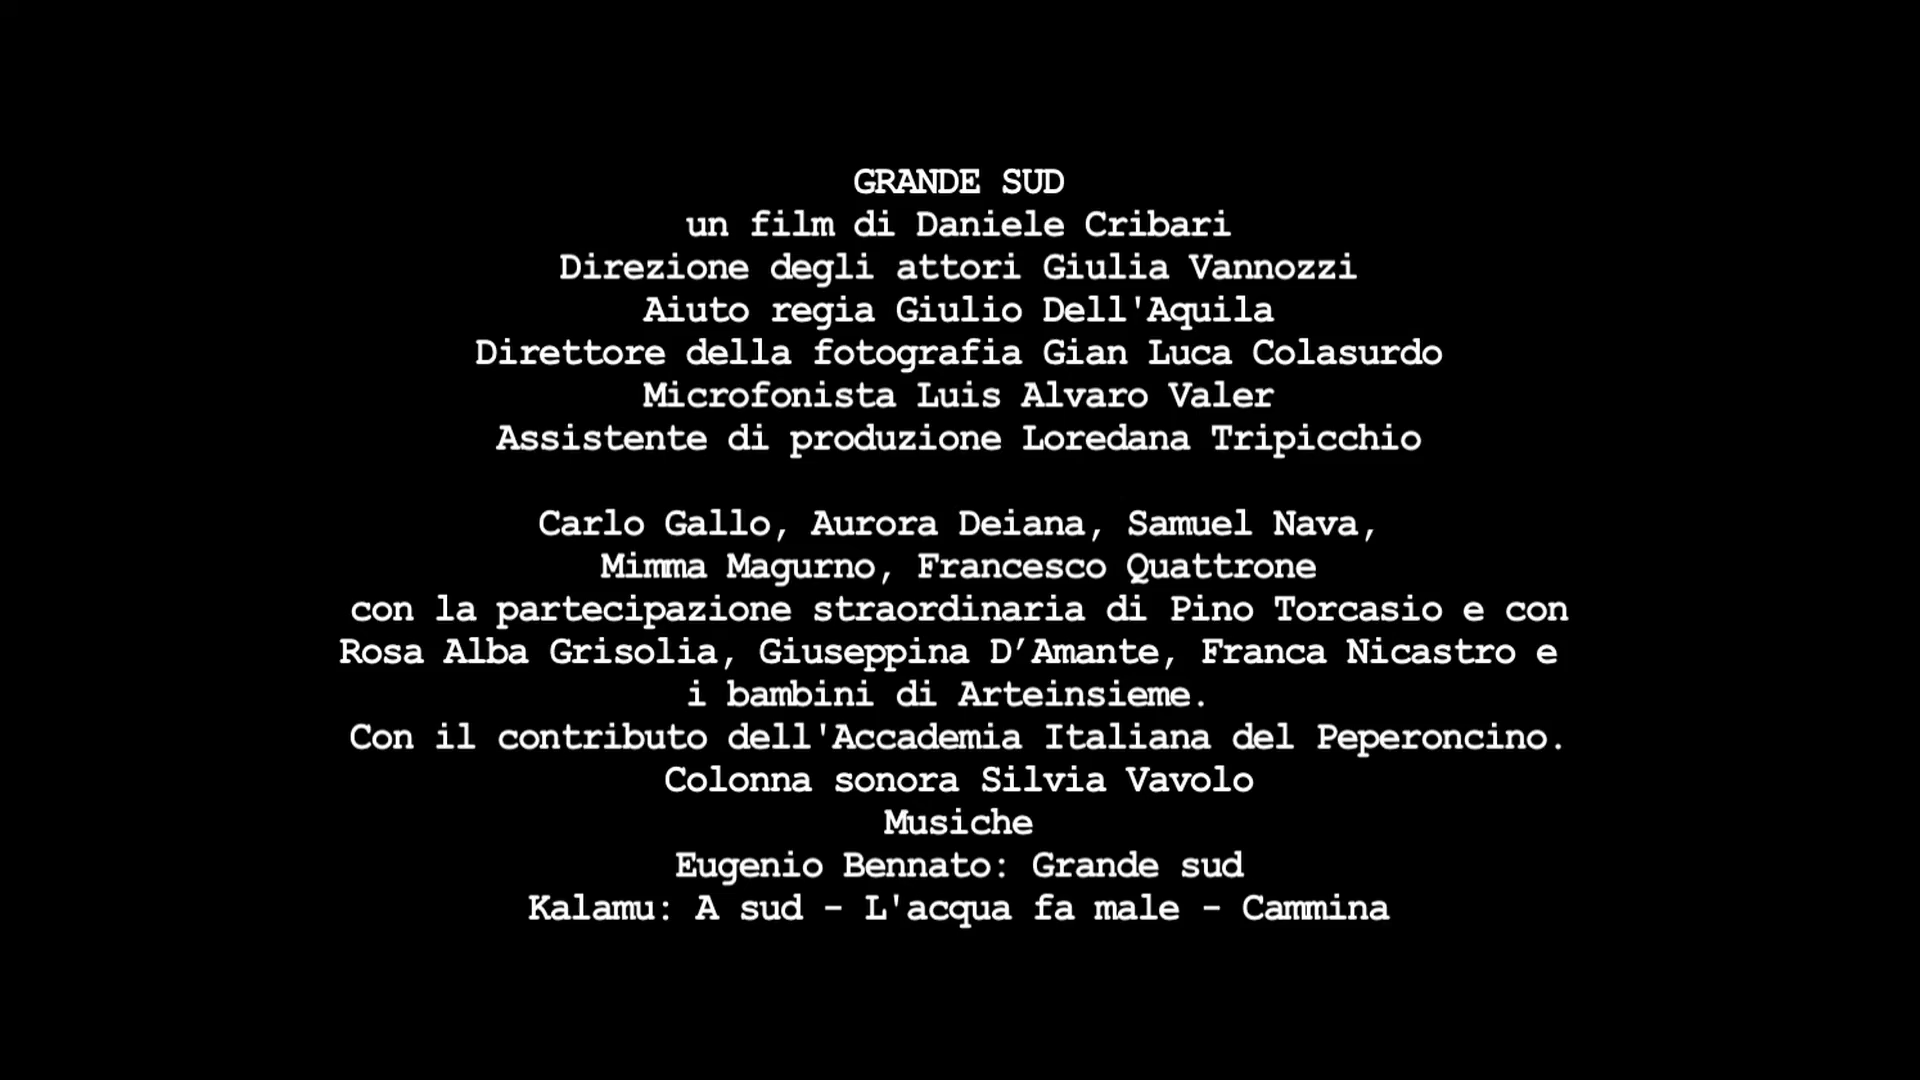 GRANDE SUD
un film di Daniele Cribari
Direzione degli attori Giulia Vannozzi
Aiuto regia Giulio Dell'Aquila
Direttore della fotografia Gian Luca Colasurdo
Microfonista Luis Alvaro Valer
Assistente di produzione Loredana Tripicchio
Carlo Gallo, Aurora Deiana, Samuel Nava,
Mimma Magurno, Francesco Quattrone
con la partecipazione straordinaria di Pino Torcasio e con
Rosa Alba Grisolia, Giuseppina D’Amante, Franca Nicastro e
i bambini di Arteinsieme.
Con il contributo dell'Accademia Italiana del Peperoncino.
Colonna sonora Silvia Vavolo
Musiche
Eugenio Bennato: Grande sud
Kalamu: A sud - L'acqua fa male - Cammina